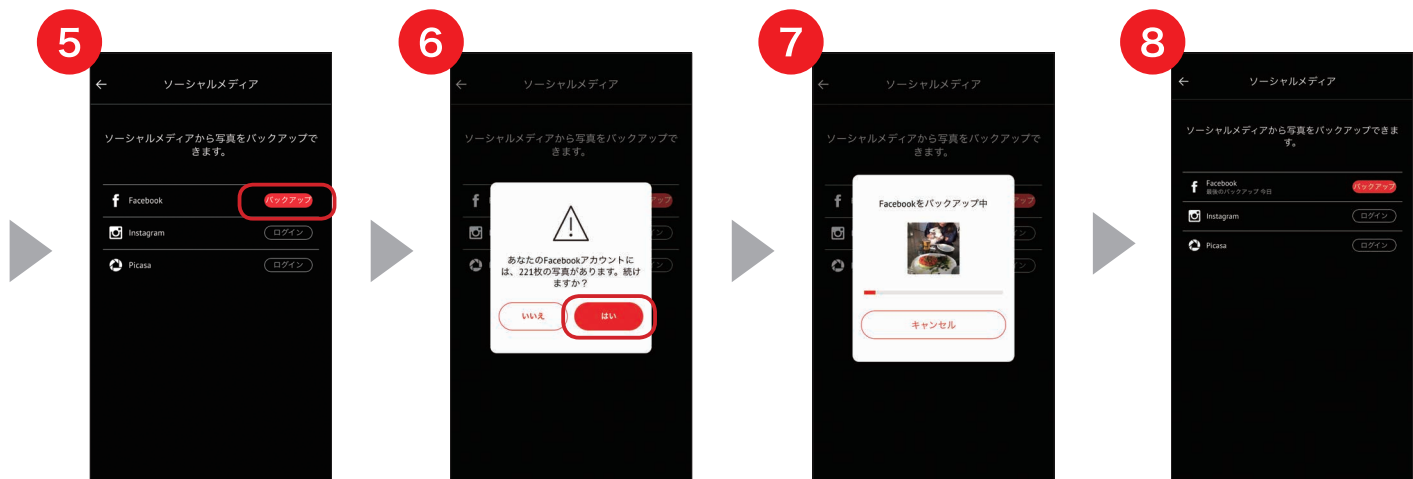 5
ソーシャルメディア
ソーシャルメディアから写真をバックアップで
きます。
Facebook
バックアップ
Instagram
ログイン
Picasa
ログイン
6
ソーシャルメディア
ソーシャルメディアから写真をバックアップで
きます。
あなたのFacebookアカウントに
は、221枚の写真があります。続け
ますか？
いいえ
はい
7
ソーシャルメディア
ソーシャルメディアから写真をバックアップで
きます。
Facebookをバックアップ中
キャンセル
8
ソーシャルメディア
ソーシャルメディアから写真をバックアップできま
す。
Facebook
最後のバックアップ 今日
バックアップ
Instagram
ログイン
Picasa
ログイン